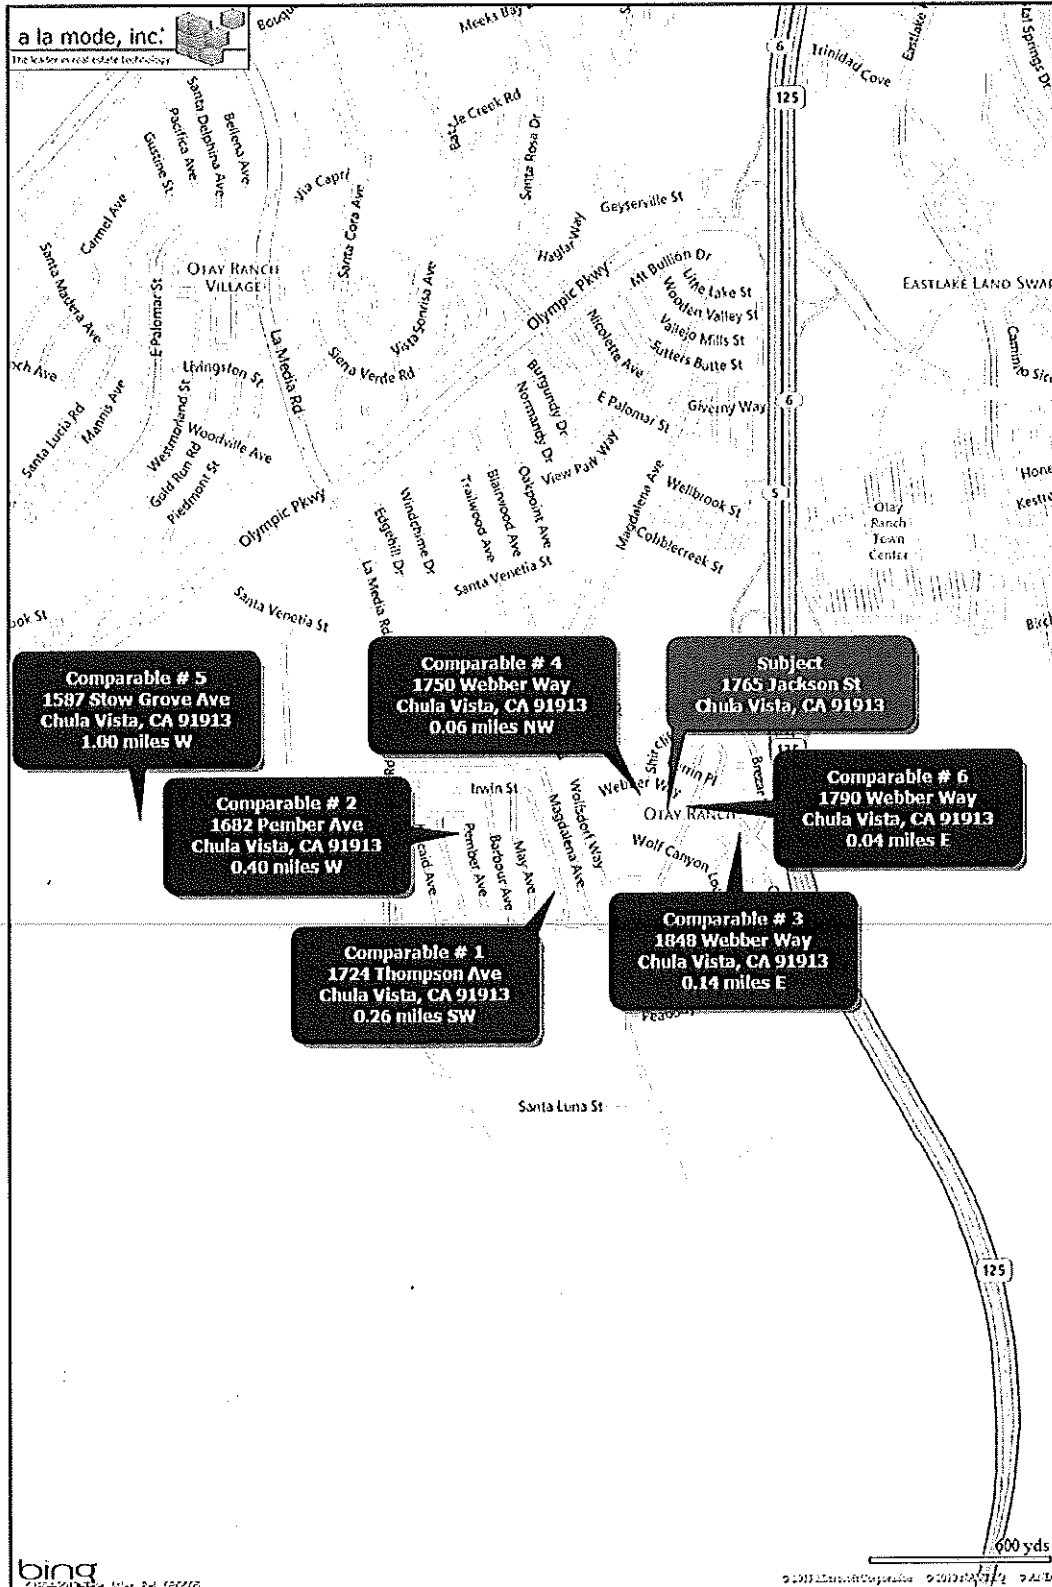 a la mode, inc.
The leader in real estate technology
Meeks Bay
6
Trinidad Cove
125
Santa Delphina Ave
Bellena Ave
Pacifica Ave
Gustine St
Carmel Ave
Via Capri
Santa Cora Ave
Creek Rd
Santa Rosa Dr
Geyserville St
Haglar Way
Santa Madera Ave
E Palomar St
OTAY RANCH
VILLAGE
La Media Rd
Vista Sonrisa Ave
Olympic Pkwy
Mt Bullion Dr
Lime Lake St
Wooden Valley St
Vallejo Mills St
Sutters Butte St
EASTLAKE LAND SWAP
Nicolette Ave
Livingston St
Siena Verde Rd
Burgundy Dr
Normandy Dr
E Palomar St
Giverny Way
6
Santa Lucia Rd
Mannis Ave
Westmorland St
Woodville Ave
Gold Run Rd
Piedmont St
View Park Way
Magdalena Ave
Wellbrook St
5
Olympic Pkwy
Edgehill Dr
Windchime Dr
Trailwood Ave
Blairwood Ave
Oakpoint Ave
Cobblecreek St
Otay
Ranch
Town
Center
La Media Rd
Santa Venetia St
Santa Venetia St
Comparable # 5
1587 Stow Grove Ave
Chula Vista, CA 91913
1.00 miles W
Comparable # 4
1750 Webber Way
Chula Vista, CA 91913
0.06 miles NW
Subject
1765 Jackson St
Chula Vista, CA 91913
Comparable # 2
1682 Pember Ave
Chula Vista, CA 91913
0.40 miles W
Irwin St
Pember Ave
Barbour Ave
May Ave
Magdalena Ave
Wolfsdorf Way
Webber Way
OTAY RANCH
Wolf Canyon
Comparable # 6
1790 Webber Way
Chula Vista, CA 91913
0.04 miles E
Comparable # 1
1724 Thompson Ave
Chula Vista, CA 91913
0.26 miles SW
Comparable # 3
1848 Webber Way
Chula Vista, CA 91913
0.14 miles E
Santa Luna St
125
bing
600 yds